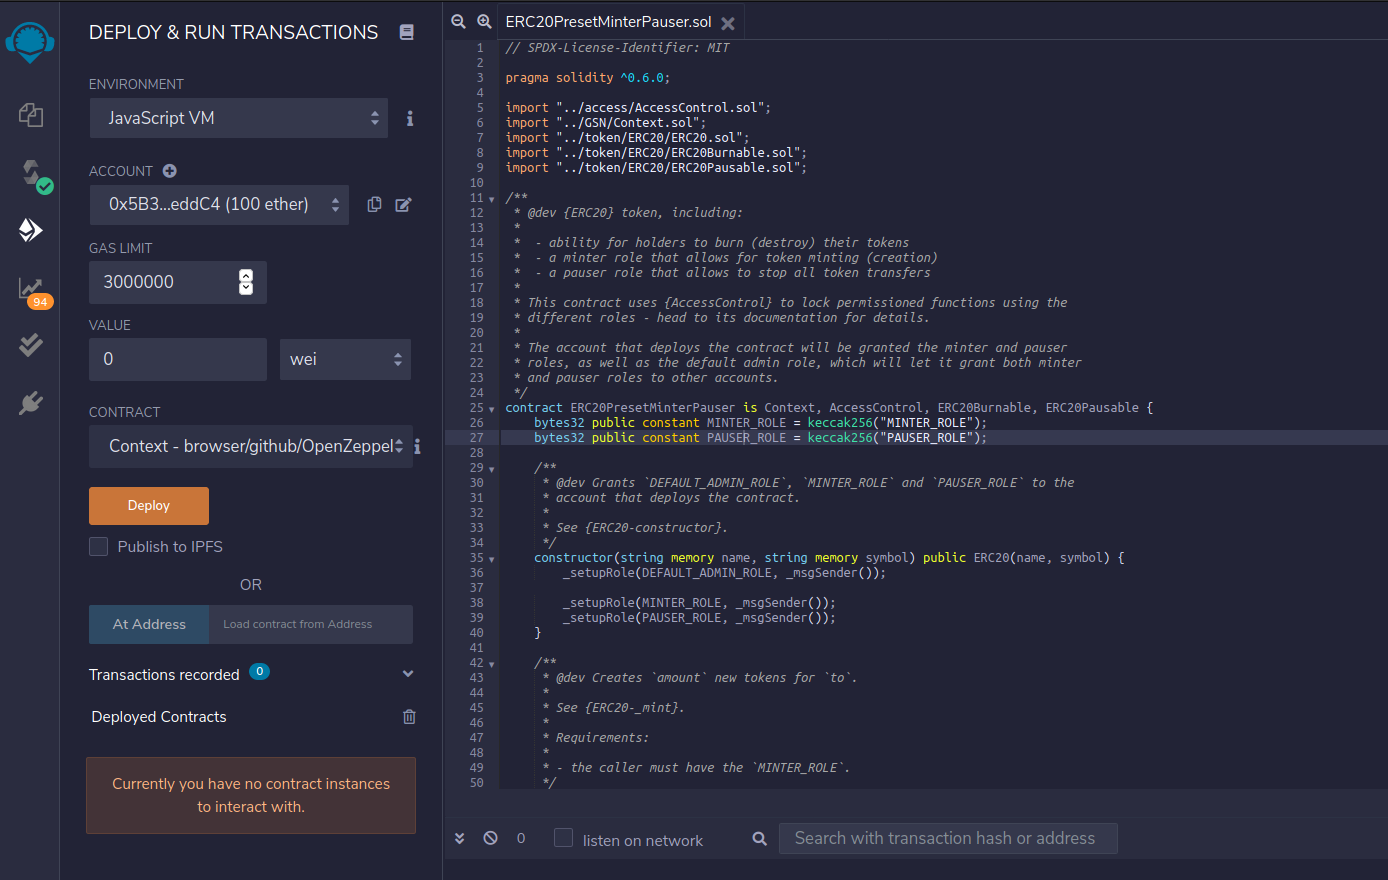 DEPLOY & RUN TRANSACTIONS
ENVIRONMENT
JavaScript VM
ACCOUNT
0x5B3...eddC4 (100 ether)
GAS LIMIT
3000000
VALUE
0
wei
CONTRACT
Context - browser/github/OpenZeppel
Deploy
Publish to IPFS
OR
At Address
Load contract from Address
Transactions recorded 0
Deployed Contracts
Currently you have no contract instances
to interact with.
94
ERC20PresetMinterPauser.sol
1 // SPDX-License-Identifier: MIT
2
3 pragma solidity ^0.6.0;
4
5 import "../access/AccessControl.sol";
6 import "../GSN/Context.sol";
7 import "../token/ERC20/ERC20.sol";
8 import "../token/ERC20/ERC20Burnable.sol";
9 import "../token/ERC20/ERC20Pausable.sol";
10
11 /**
12 * @dev {ERC20} token, including:
13 *
14 * - ability for holders to burn (destroy) their tokens
15 * - a minter role that allows for token minting (creation)
16 * - a pauser role that allows to stop all token transfers
17 *
18 * This contract uses {AccessControl} to lock permissioned functions using the
19 * different roles - head to its documentation for details.
20 *
21 * The account that deploys the contract will be granted the minter and pauser
22 * roles, as well as the default admin role, which will let it grant both minter
23 * and pauser roles to other accounts.
24 */
25 contract ERC20PresetMinterPauser is Context, AccessControl, ERC20Burnable, ERC20Pausable {
26 bytes32 public constant MINTER_ROLE = keccak256("MINTER_ROLE");
27 bytes32 public constant PAUSER_ROLE = keccak256("PAUSER_ROLE");
28
29 /**
30 * @dev Grants `DEFAULT_ADMIN_ROLE`, `MINTER_ROLE` and `PAUSER_ROLE` to the
31 * account that deploys the contract.
32 *
33 * See {ERC20-constructor}.
34 */
35 constructor(string memory name, string memory symbol) public ERC20(name, symbol) {
36 _setupRole(DEFAULT_ADMIN_ROLE, _msgSender());
37
38 _setupRole(MINTER_ROLE, _msgSender());
39 _setupRole(PAUSER_ROLE, _msgSender());
40 }
41
42 /**
43 * @dev Creates `amount` new tokens for `to`.
44 *
45 * See {ERC20-_mint}.
46 *
47 * Requirements:
48 *
49 * - the caller must have the `MINTER_ROLE`.
50 */
0
listen on network
Search with transaction hash or address